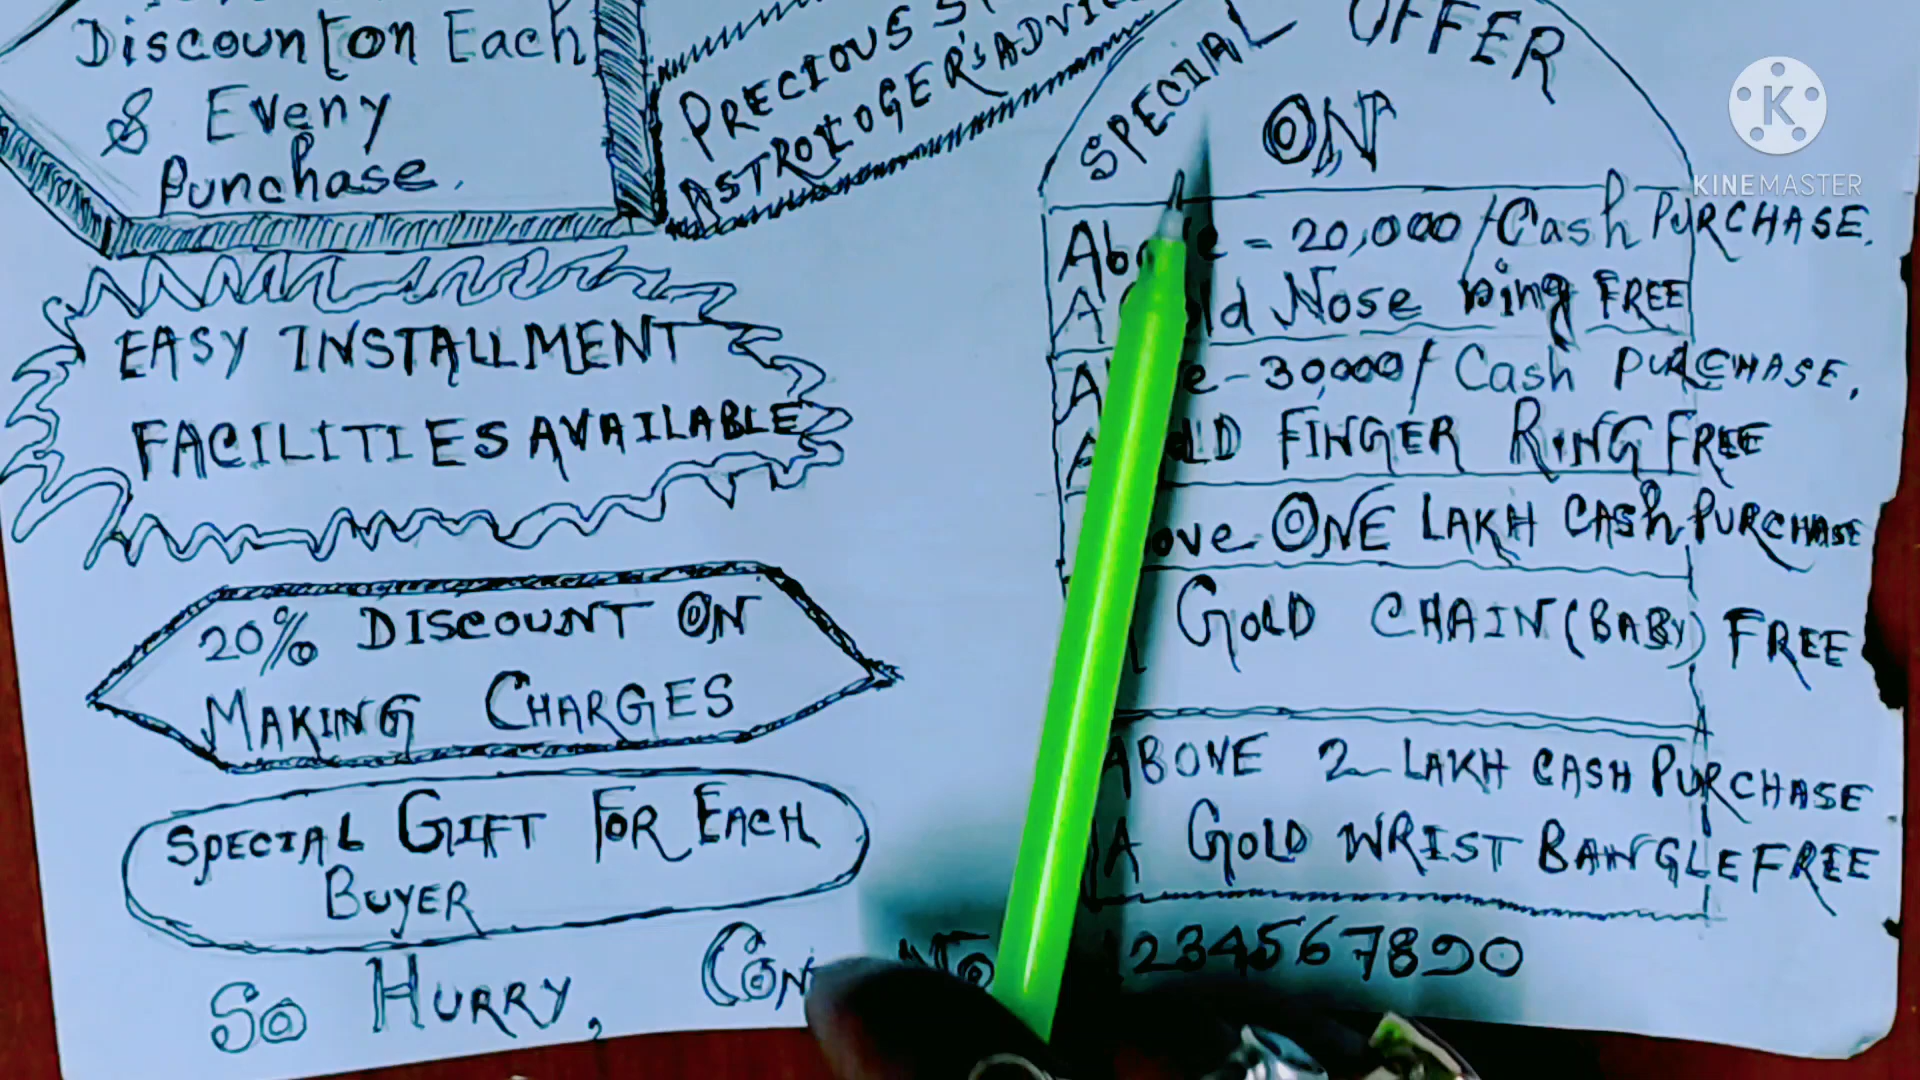 Discount on Each
& Every
Purchase.
PRECIOUS
ASTROLOGER'S
EASY INSTALLMENT
FACILITIES AVAILABLE
20% DISCOUNT ON
MAKING CHARGES
SPECIAL GIFT FOR EACH
BUYER
SO HURRY,
SPECIAL OFFER
ON
- 20,000/ Cash PURCHASE.
A Nose Ring FREE
- 30,000/ Cash PURCHASE.
FINGER RING FREE
ONE LAKH CASH PURCHASE
GOLD CHAIN (BABY) FREE
ABOVE 2 LAKH CASH PURCHASE
A GOLD WRIST BANGLE FREE
No 1234567890
KINEMASTER